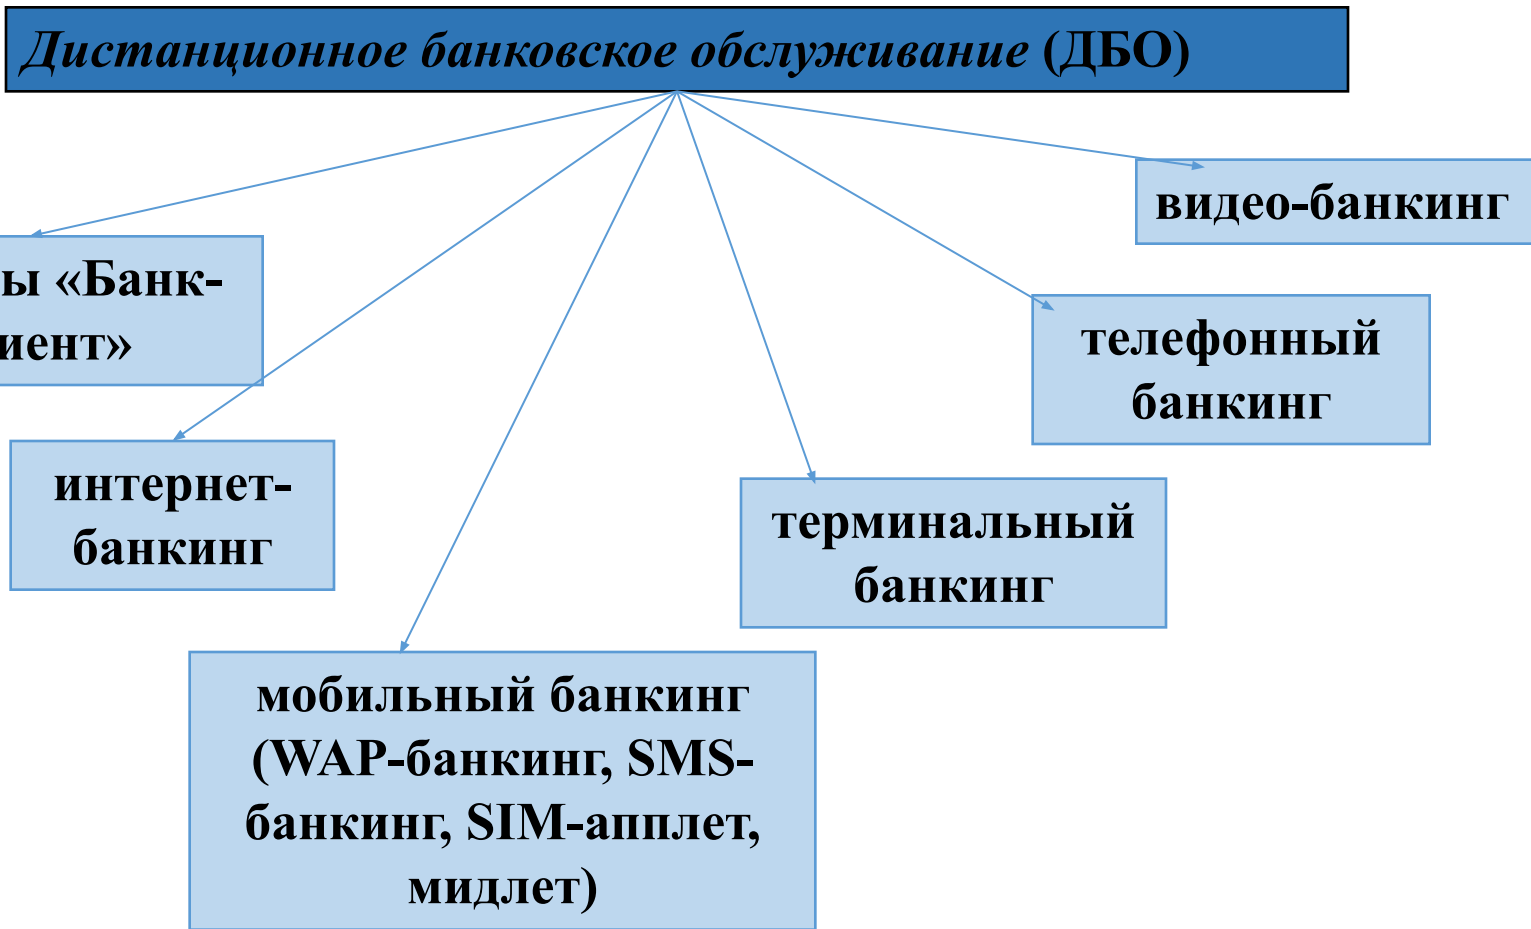 Дистанционное банковское обслуживание (ДБО)
видео-банкинг
ы «Банк-
иент»
телефонный
банкинг
интернет-
банкинг
терминальный
банкинг
мобильный банкинг
(WAP-банкинг, SMS-
банкинг, SIM-апплет,
мидлет)